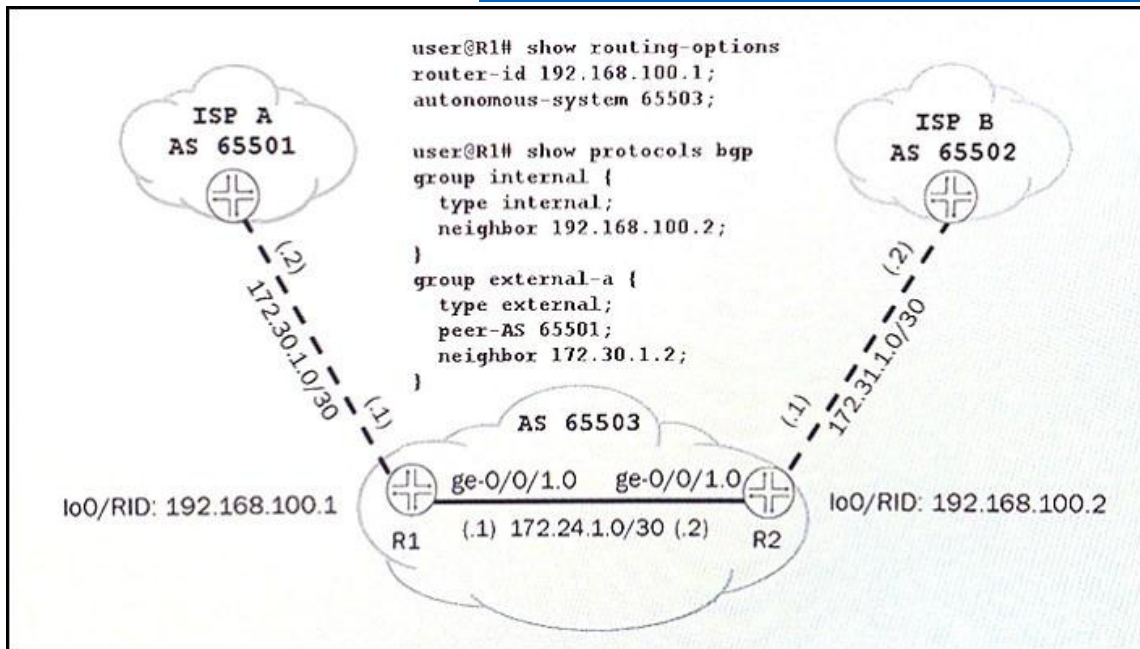 user@R1# show routing-options
router-id 192.168.100.1;
autonomous-system 65503;
ISP A
AS 65501
ISP B
AS 65502
user@R1# show protocols bgp
group internal {
type internal;
neighbor 192.168.100.2;
}
group external-a {
type external;
peer-AS 65501;
neighbor 172.30.1.2;
}
(.2)
172.30.1.0/30
(.1)
(.2)
172.31.1.0/30
(.1)
AS 65503
ge-0/0/1.0 ge-0/0/1.0
lo0/RID: 192.168.100.1
lo0/RID: 192.168.100.2
(.1) 172.24.1.0/30 (.2)
R1
R2